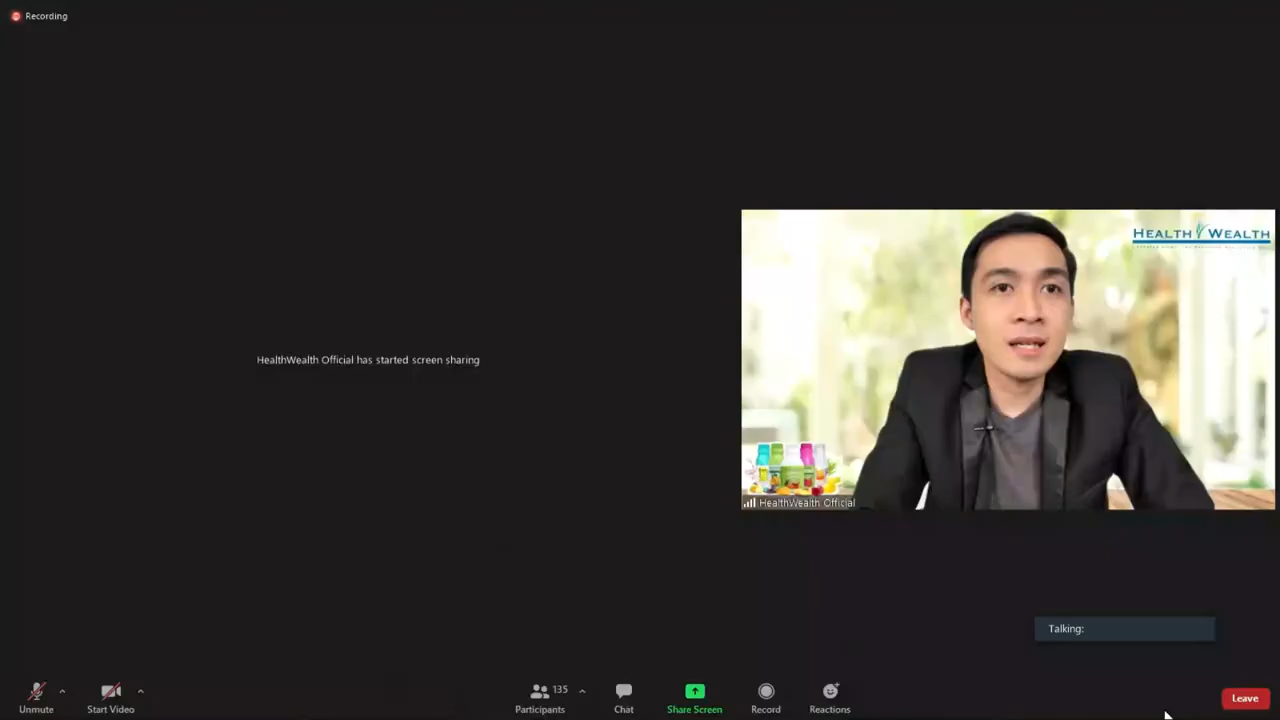 Recording
HEALTH WEALTH
HealthWealth Official has started screen sharing
HealthWealth Official
Talking:
135
Unmute
Start Video
Participants
Chat
Share Screen
Record
Reactions
Leave